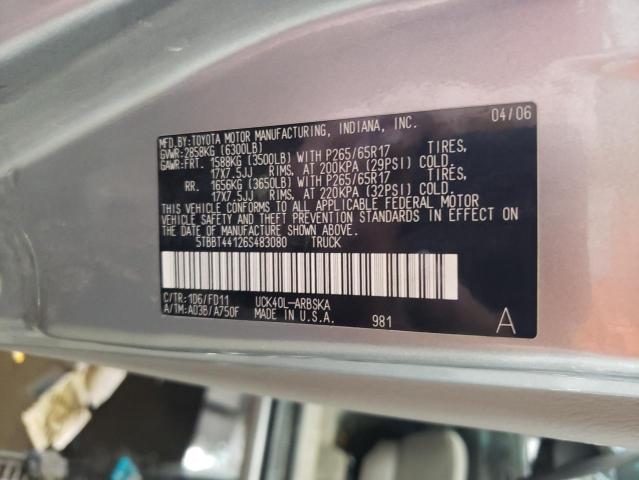 04/06
MFD.BY:TOYOTA MOTOR MANUFACTURING, INDIANA, INC.
GVWR:2858KG (6300LB)
GAWR:FRT. 1588KG (3500LB) WITH P265/65R17 TIRES,
17X7.5JJ RIMS, AT 200KPA (29PSI) COLD.
RR. 1656KG (3650LB) WITH P265/65R17 TIRES,
17X7.5JJ RIMS, AT 220KPA (32PSI) COLD.
THIS VEHICLE CONFORMS TO ALL APPLICABLE FEDERAL MOTOR
VEHICLE SAFETY AND THEFT PREVENTION STANDARDS IN EFFECT
ON THE DATE OF MANUFACTURE SHOWN ABOVE.
5TBBT44126S483080 TRUCK
C/TR:1D6/FD11 UCK40L-ARBSKA
A/TM:A03B/A750F MADE IN U.S.A. 981 A